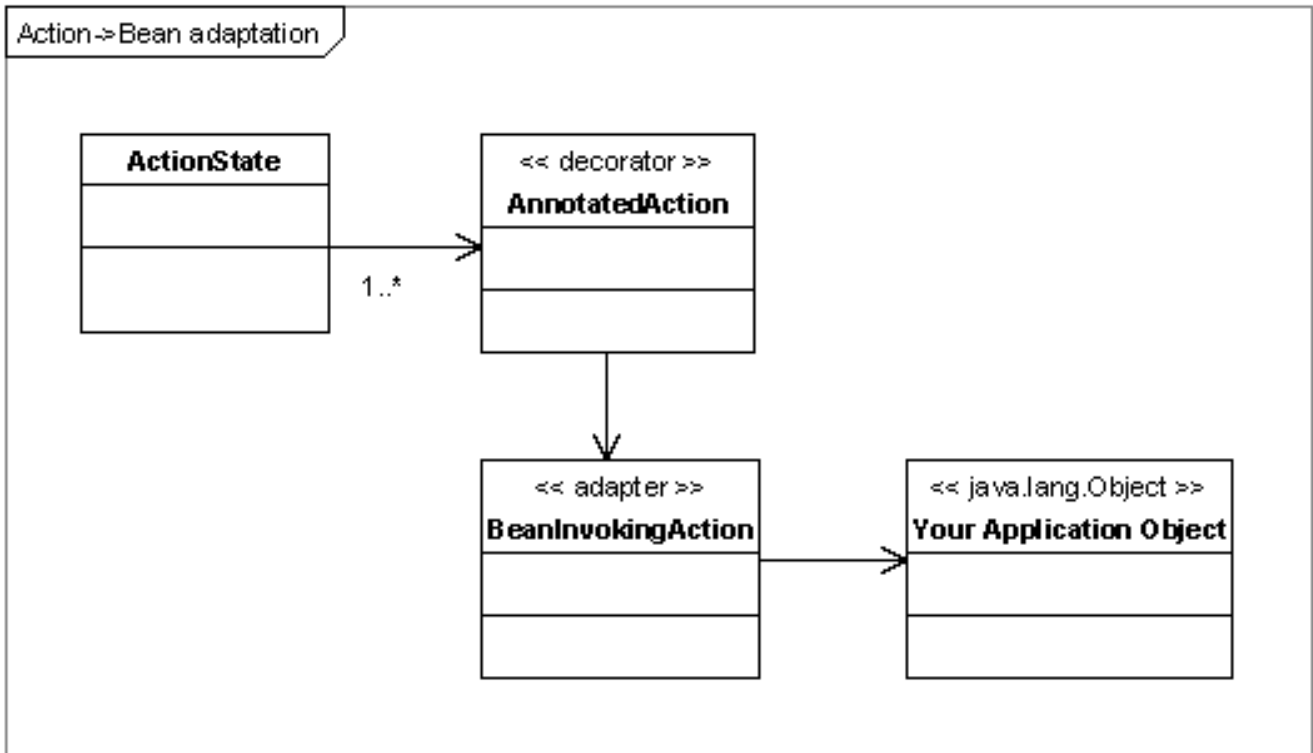 Action->Bean adaptation
ActionState
<< decorator >>
AnnotatedAction
1..*
<< adapter >>
BeanInvokingAction
<< java.lang.Object >>
Your Application Object